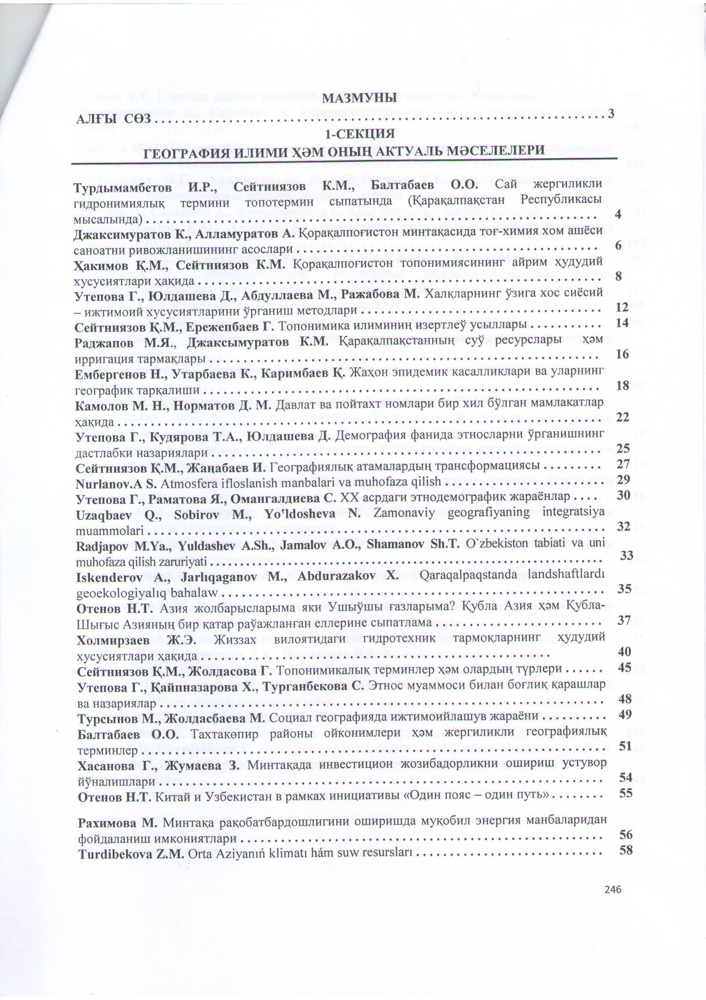 МАЗМУНЫ
АЛҒЫ СӨЗ . . . . . . . . . . . . . . . . . . . . . . . . . . . . . . . . . . . . . . . . . . . . . . . . . . . . . . . . . . . . . 3
1-СЕКЦИЯ
ГЕОГРАФИЯ ИЛИМИ ҲӘМ ОНЫҢ АКТУАЛЬ МӘСЕЛЕЛЕРИ
Турдымамбетов И.Р., Сейтниязов К.М., Балтабаев О.О. Сай жергиликли
гидронимиялық термини топотермин сыпатында (Қарақалпақстан Республикасы
мысалында) . . . . . . . . . . . . . . . . . . . . . . . . . . . . . . . . . . . . . . . . . . . . . . . . . . . . . . . . . . . . 4
Джаксимуратов К., Алламуратов А. Қорақалпоғистон минтақасида тоғ-химия хом ашёси
саноатни ривожланишининг асослари . . . . . . . . . . . . . . . . . . . . . . . . . . . . . . . . . . . . . . . 6
Ҳакимов Қ.М., Сейтниязов К.М. Қорақалпоғистон топонимиясининг айрим ҳудудий
хусусиятлари ҳақида . . . . . . . . . . . . . . . . . . . . . . . . . . . . . . . . . . . . . . . . . . . . . . . . . . . . 8
Утепова Г., Юлдашева Д., Абдуллаева М., Ражабова М. Халқларнинг ўзига хос сиёсий
– ижтимоий хусусиятларини ўрганиш методлари . . . . . . . . . . . . . . . . . . . . . . . . . . . . . 12
Сейтниязов Қ.М., Ережепбаев Г. Топонимика илиминиң изертлеў усыллары . . . . . . . . . . . 14
Раджапов М.Я., Джаксымуратов К.М. Қарақалпақстанның суў ресурслары ҳәм
ирригация тармақлары . . . . . . . . . . . . . . . . . . . . . . . . . . . . . . . . . . . . . . . . . . . . . . . . . . 16
Ембергенов Н., Утарбаева К., Каримбаев Қ. Жаҳон эпидемик касалликлари ва уларнинг
географик тарқалиши . . . . . . . . . . . . . . . . . . . . . . . . . . . . . . . . . . . . . . . . . . . . . . . . . . . 18
Камолов М. Н., Норматов Д. М. Давлат ва пойтахт номлари бир хил бўлган мамлакатлар
ҳақида . . . . . . . . . . . . . . . . . . . . . . . . . . . . . . . . . . . . . . . . . . . . . . . . . . . . . . . . . . . . . . . 22
Утепова Г., Кудярова Т.А., Юлдашева Д. Демография фанида этносларни ўрганишнинг
дастлабки назариялари . . . . . . . . . . . . . . . . . . . . . . . . . . . . . . . . . . . . . . . . . . . . . . . . . . 25
Сейтниязов Қ.М., Жаңабаев И. Географиялық атамалардың трансформациясы . . . . . . . . . 27
Nurlanov.A S. Atmosfera ifloslanish manbalari va muhofaza qilish . . . . . . . . . . . . . . . . . . . . . . . . 29
Утепова Г., Раматова Я., Омангалдиева С. XX асрдаги этнодемографик жараёнлар . . . . 30
Uzaqbaev Q., Sobirov M., Yo‘ldosheva N. Zamonaviy geografiyaning integratsiya
muammolari . . . . . . . . . . . . . . . . . . . . . . . . . . . . . . . . . . . . . . . . . . . . . . . . . . . . . . . . . . . 32
Radjapov M.Ya., Yuldashev A.Sh., Jamalov A.O., Shamanov Sh.T. O`zbekiston tabiati va uni
muhofaza qilish zaruriyati . . . . . . . . . . . . . . . . . . . . . . . . . . . . . . . . . . . . . . . . . . . . . . . . . . 33
Iskenderov A., Jarlıqaganov M., Abdurazakov X. Qaraqalpaqstanda landshaftlardı
geoekologiyalıq bahalaw . . . . . . . . . . . . . . . . . . . . . . . . . . . . . . . . . . . . . . . . . . . . . . . . . . 35
Отенов Н.Т. Азия жолбарысларыма яки Ушыўшы ғазларыма? Қубла Азия ҳәм Қубла-
Шығыс Азияның бир қатар раўажланған еллерине сыпатлама . . . . . . . . . . . . . . . . . . . . . . 37
Холмирзаев Ж.Э. Жиззах вилоятидаги гидротехник тармоқларнинг ҳудудий
хусусиятлари ҳақида . . . . . . . . . . . . . . . . . . . . . . . . . . . . . . . . . . . . . . . . . . . . . 40
Сейтниязов Қ.М., Жолдасова Г. Топонимикалық терминлер ҳәм олардың түрлери . . . . . . 45
Утепова Г., Қайпназарова Х., Турганбекова С. Этнос муаммоси билан боғлиқ қарашлар
ва назариялар . . . . . . . . . . . . . . . . . . . . . . . . . . . . . . . . . . . . . . . . . . . . . . . . . . . . . . . . . . 48
Турсынов М., Жолдасбаева М. Социал географияда ижтимоийлашув жараёни . . . . . . . . . . 49
Балтабаев О.О. Тахтакөпир районы ойконимлери ҳәм жергиликли географиялық
терминлер . . . . . . . . . . . . . . . . . . . . . . . . . . . . . . . . . . . . . . . . . . . . . . . . . . . . . . . . . . . . 51
Хасанова Г., Жумаева З. Минтақада инвестицион жозибадорликни ошириш устувор
йўналишлари . . . . . . . . . . . . . . . . . . . . . . . . . . . . . . . . . . . . . . . . . . . . . . . . . . . . . . . . . . 54
Отенов Н.Т. Китай и Узбекистан в рамках инициативы «Один пояс – один путь» . . . . . . . . 55
Рахимова М. Минтақа рақобатбардошлигини оширишда муқобил энергия манбаларидан
фойдаланиш имкониятлари . . . . . . . . . . . . . . . . . . . . . . . . . . . . . . . . . . . . . . . . . . . . . . . 56
Turdibekova Z.M. Orta Aziyanıń klimatı hám suw resursları . . . . . . . . . . . . . . . . . . . . . . . . . . . . 58
246